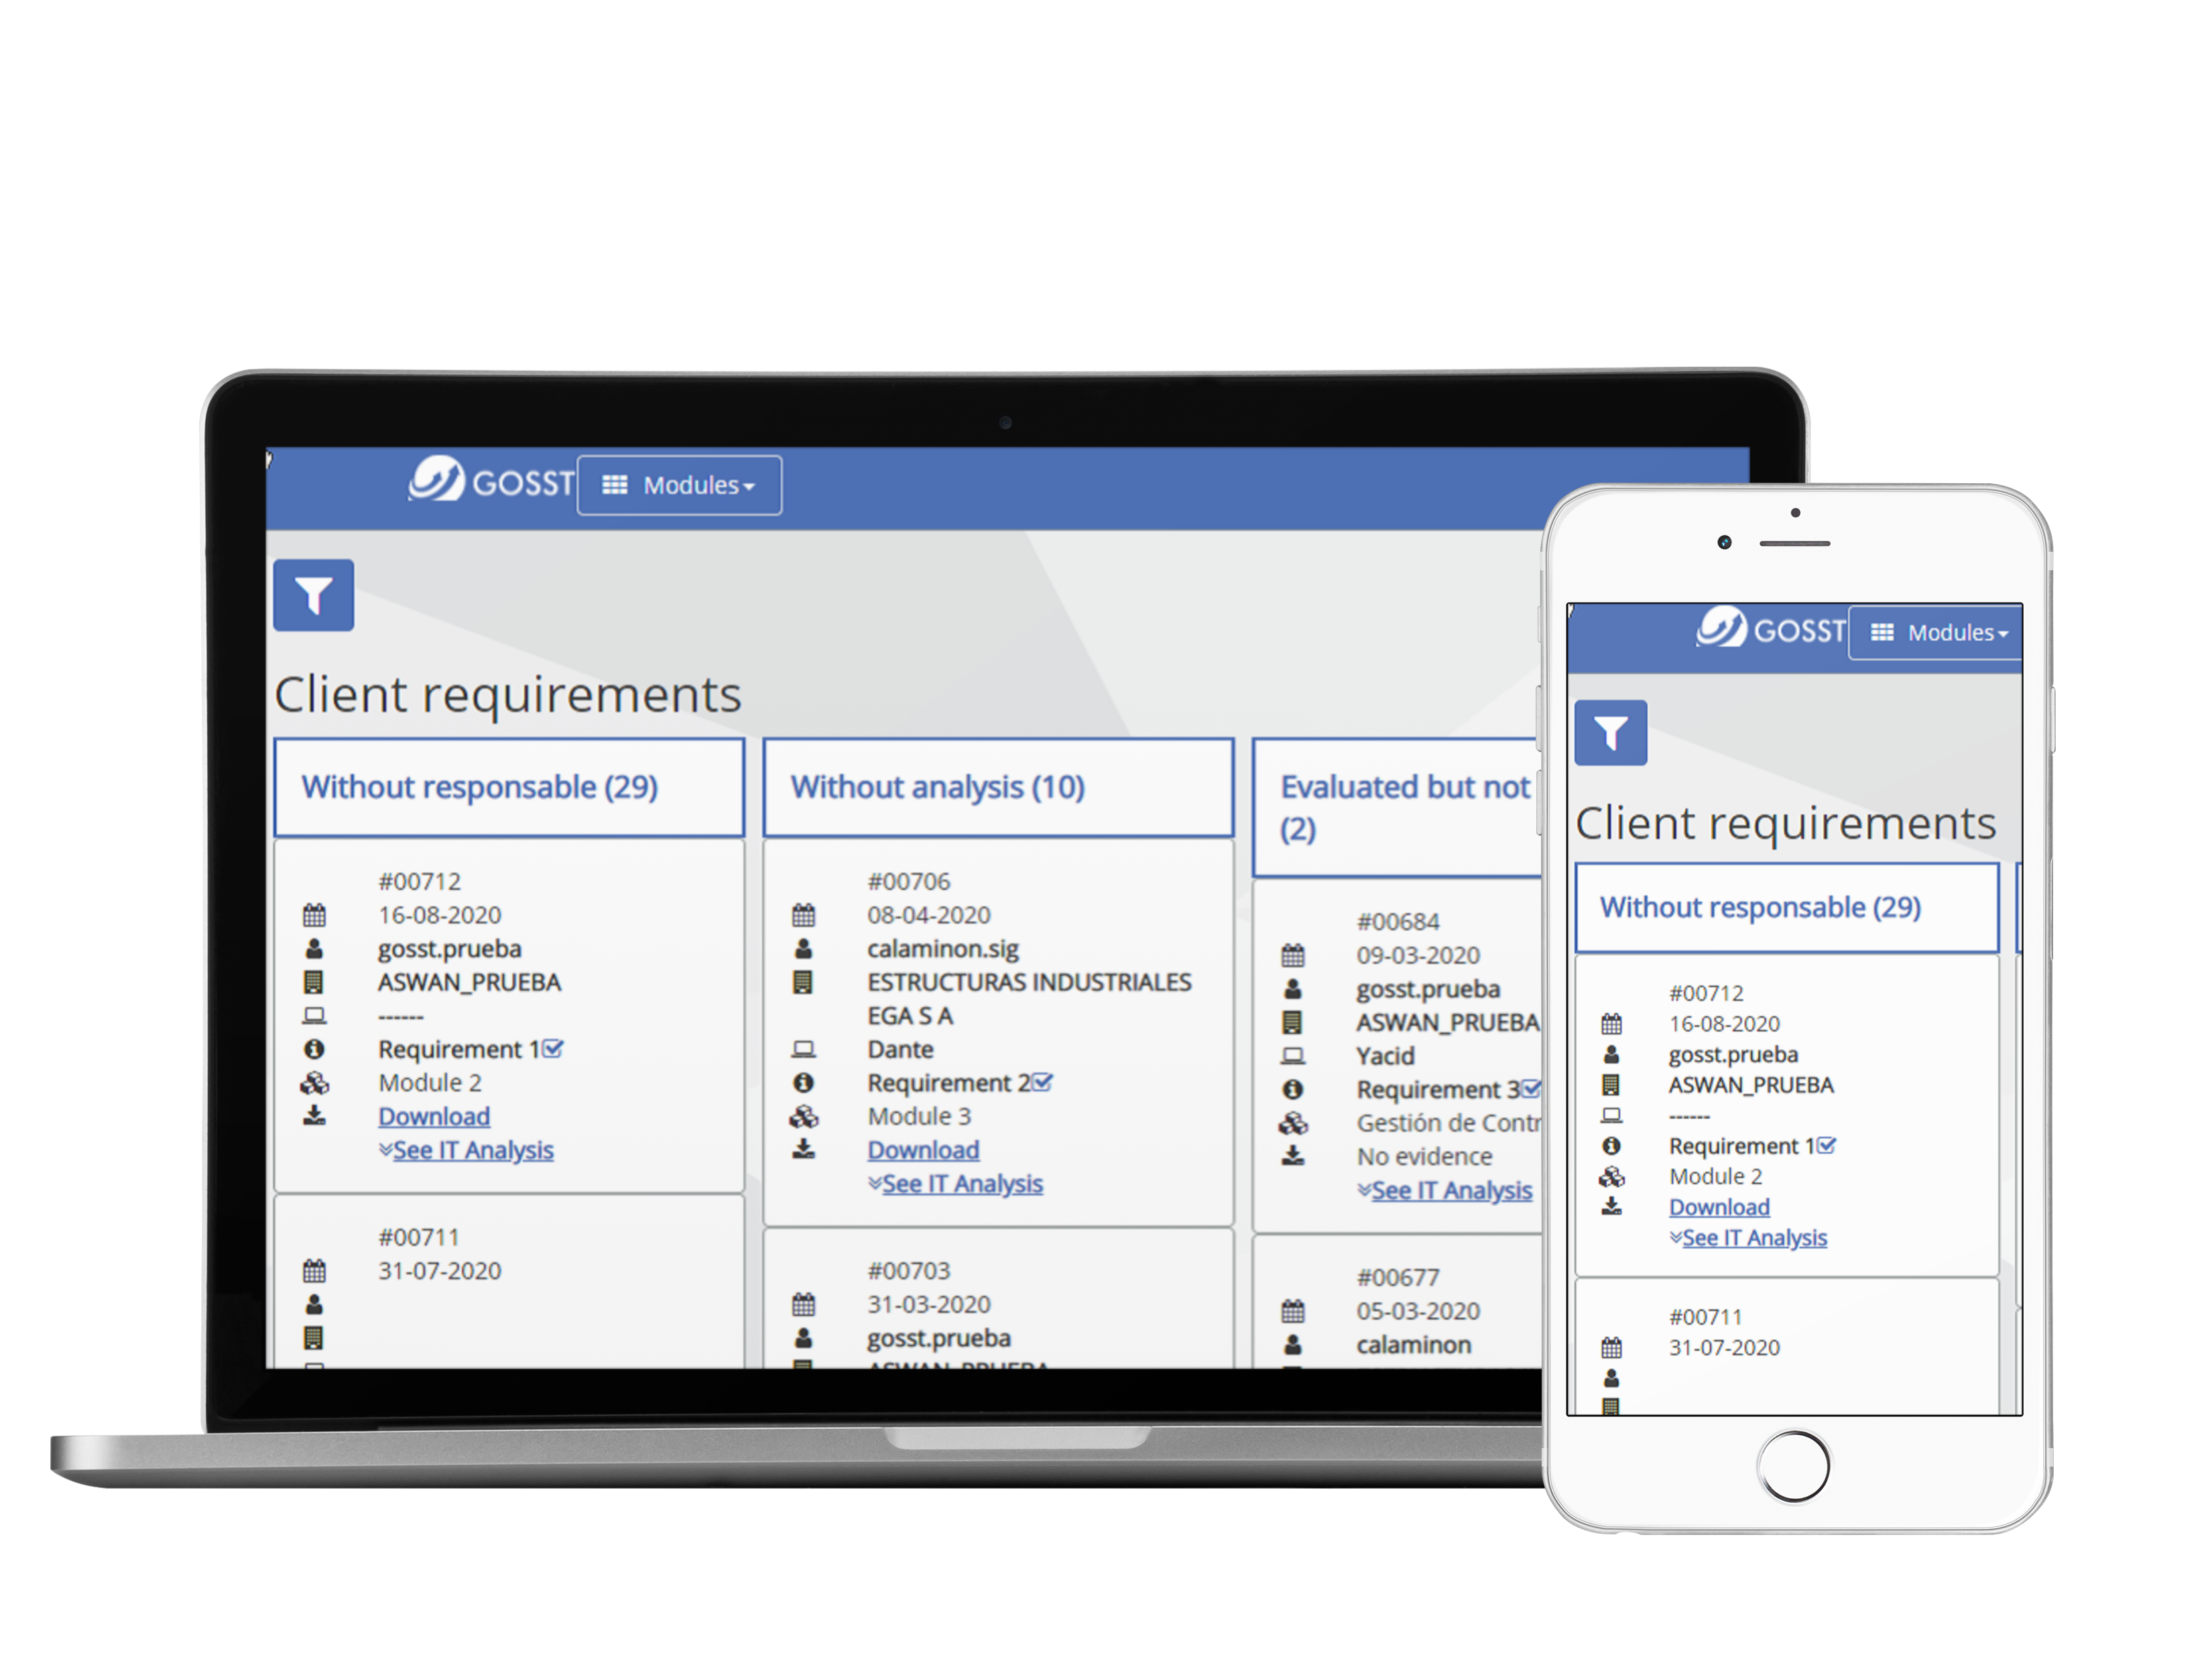 GOSST
Modules
Client requirements
Without responsable (29)
#00712
16-08-2020
gosst.prueba
ASWAN_PRUEBA
------
Requirement 1
Module 2
Download
See IT Analysis
#00711
31-07-2020
Without analysis (10)
#00706
08-04-2020
calaminon.sig
ESTRUCTURAS INDUSTRIALES
EGA S A
Dante
Requirement 2
Module 3
Download
See IT Analysis
#00703
31-03-2020
gosst.prueba
ASWAN_PRUEBA
Evaluated but not
(2)
#00684
09-03-2020
gosst.prueba
ASWAN_PRUEBA
Yacid
Requirement 3
Gestión de Contr
No evidence
See IT Analysis
#00677
05-03-2020
calaminon
GOSST
Modules
Client requirements
Without responsable (29)
#00712
16-08-2020
gosst.prueba
ASWAN_PRUEBA
------
Requirement 1
Module 2
Download
See IT Analysis
#00711
31-07-2020